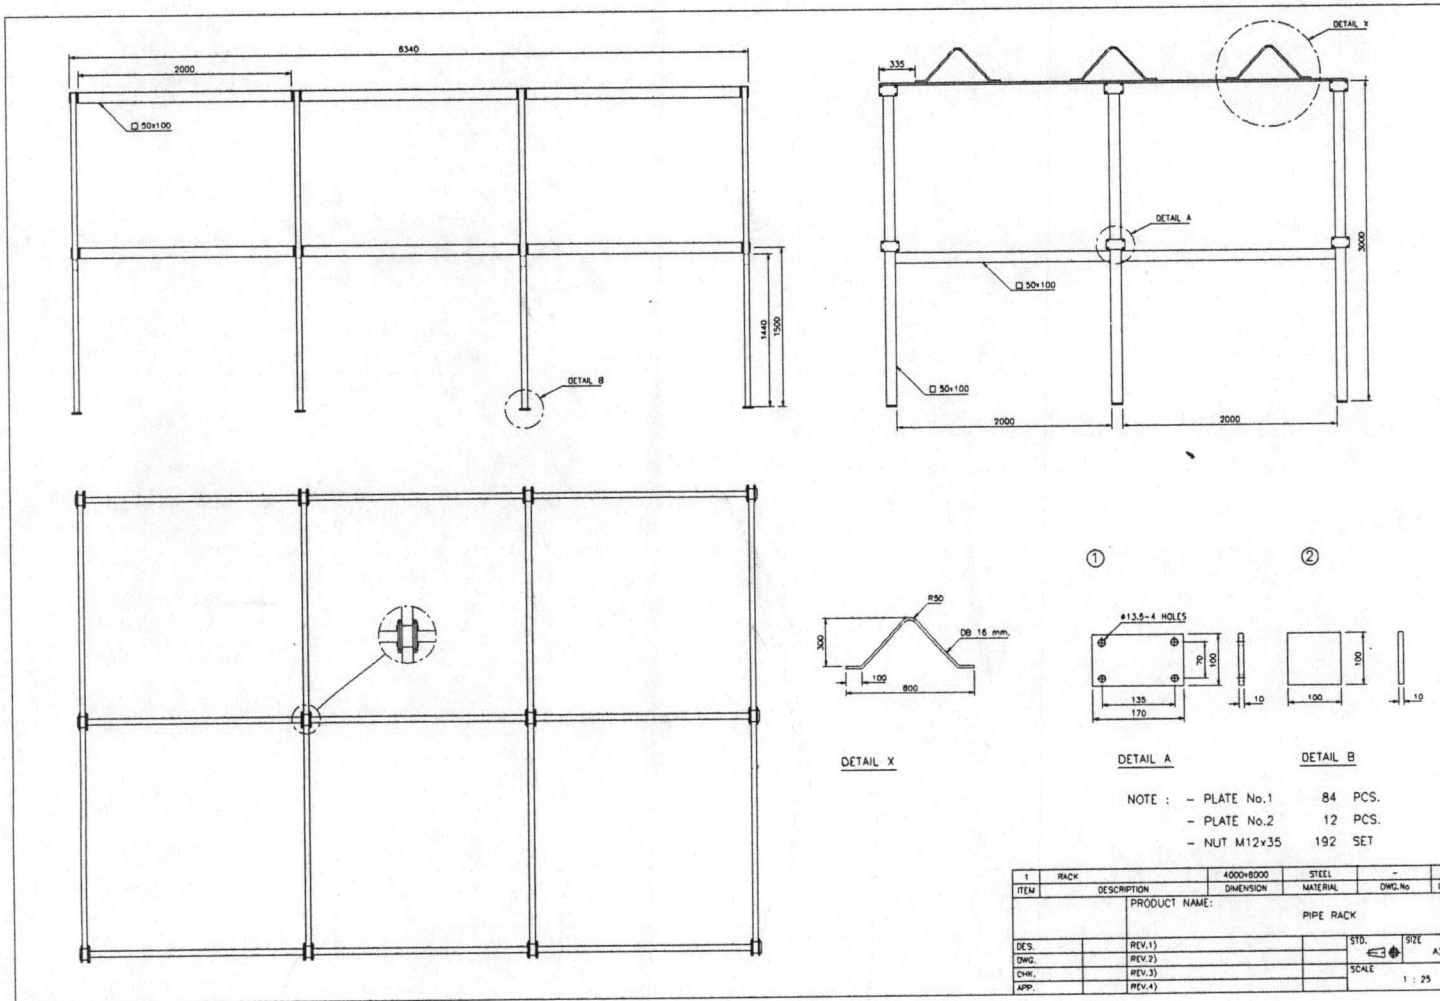 6340
2000
□ 50x100
DETAIL B
1440
1500
DETAIL X
335
DETAIL A
□ 50x100
3000
□ 50x100
2000
2000
R50
DB 16 mm.
300
100
800
DETAIL X
1
ø13.5-4 HOLES
70
100
10
135
170
DETAIL A
2
100
100
10
DETAIL B
NOTE : - PLATE No.1 84 PCS.
- PLATE No.2 12 PCS.
- NUT M12x35 192 SET
1 RACK 4000x6000 STEEL -
ITEM DESCRIPTION DIMENSION MATERIAL DWG.No
PRODUCT NAME:
PIPE RACK
DES. REV.1) STD. SIZE
DWG. REV.2)
CHK. REV.3) SCALE 1 : 25
APP. REV.4)